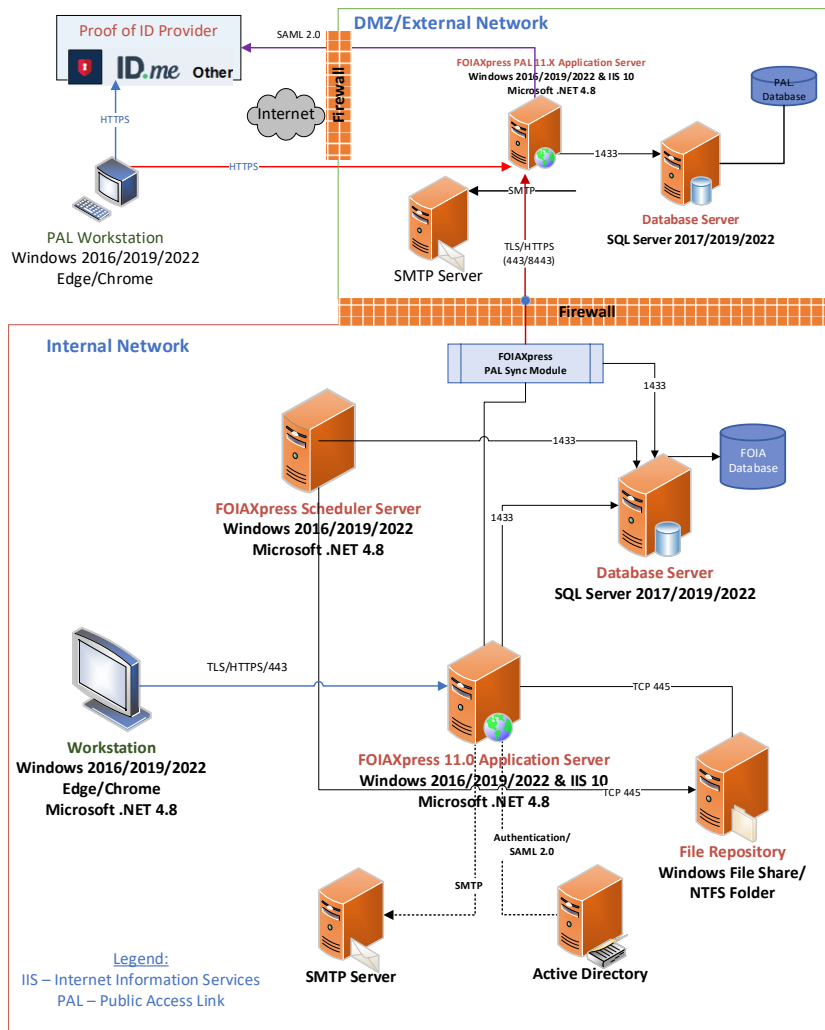 DMZ/External Network
Proof of ID Provider
ID.me
Other
SAML 2.0
FOIAXpress PAL 11.X Application Server
Windows 2016/2019/2022 & IIS 10
Microsoft .NET 4.8
PAL
Database
Firewall
Internet
HTTPS
HTTPS
1433
SMTP
Database Server
SQL Server 2017/2019/2022
PAL Workstation
Windows 2016/2019/2022
Edge/Chrome
SMTP Server
TLS/HTTPS
(443/8443)
Firewall
Internal Network
FOIAXpress
PAL Sync Module
1433
1433
FOIA
Database
FOIAXpress Scheduler Server
Windows 2016/2019/2022
Microsoft .NET 4.8
1433
Database Server
SQL Server 2017/2019/2022
TLS/HTTPS/443
TCP 445
Workstation
Windows 2016/2019/2022
Edge/Chrome
Microsoft .NET 4.8
FOIAXpress 11.0 Application Server
Windows 2016/2019/2022 & IIS 10
Microsoft .NET 4.8
TCP 445
File Repository
Windows File Share/
NTFS Folder
Authentication/
SAML 2.0
SMTP
SMTP Server
Active Directory
Legend:
IIS – Internet Information Services
PAL – Public Access Link